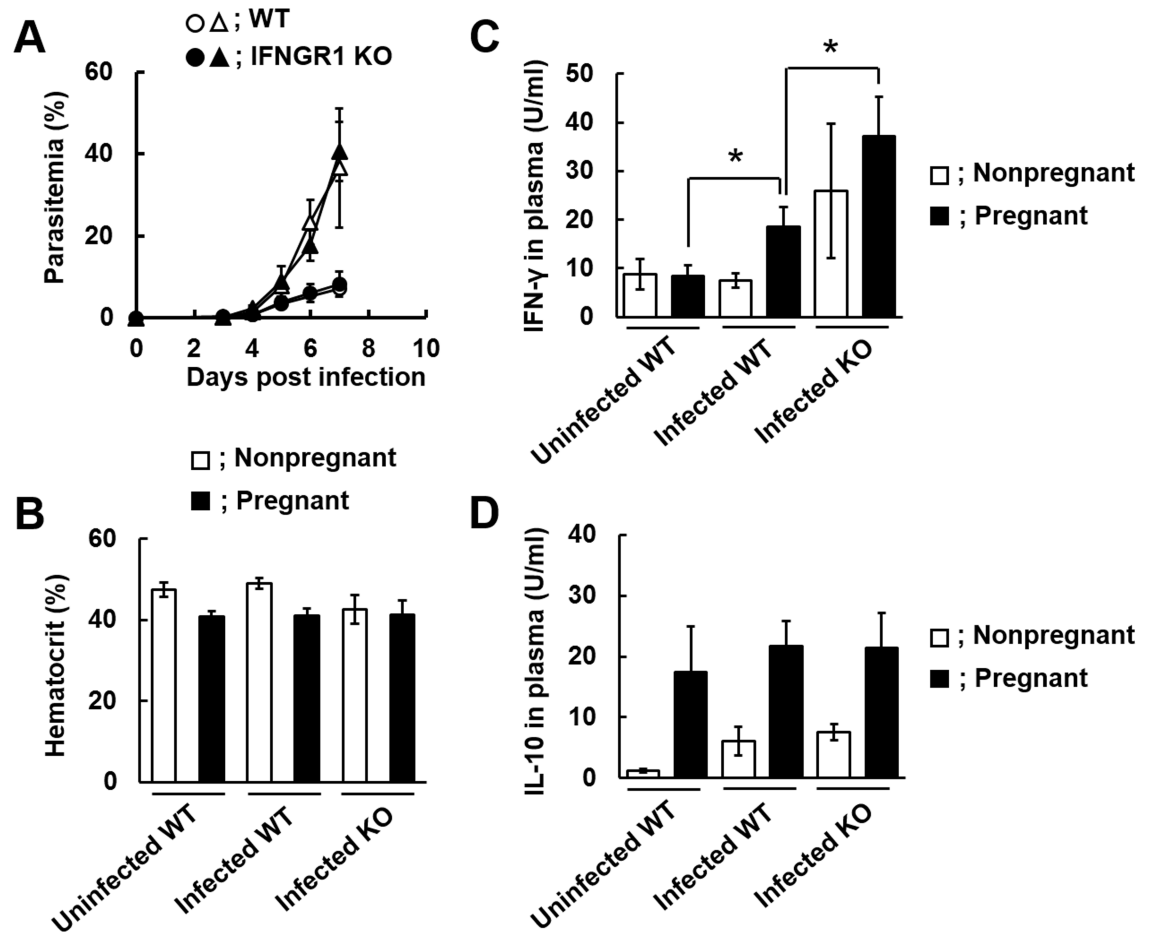 A
○△; WT
●▲; IFNGR1 KO
Parasitemia (%)
60
40
20
0
0 2 4 6 8 10
Days post infection
C
IFN-γ in plasma (U/ml)
50
40
30
20
10
0
*
*
Uninfected WT
Infected WT
Infected KO
□ ; Nonpregnant
■ ; Pregnant
B
□ ; Nonpregnant
■ ; Pregnant
Hematocrit (%)
60
40
20
0
Uninfected WT
Infected WT
Infected KO
D
IL-10 in plasma (U/ml)
40
30
20
10
0
Uninfected WT
Infected WT
Infected KO
□ ; Nonpregnant
■ ; Pregnant